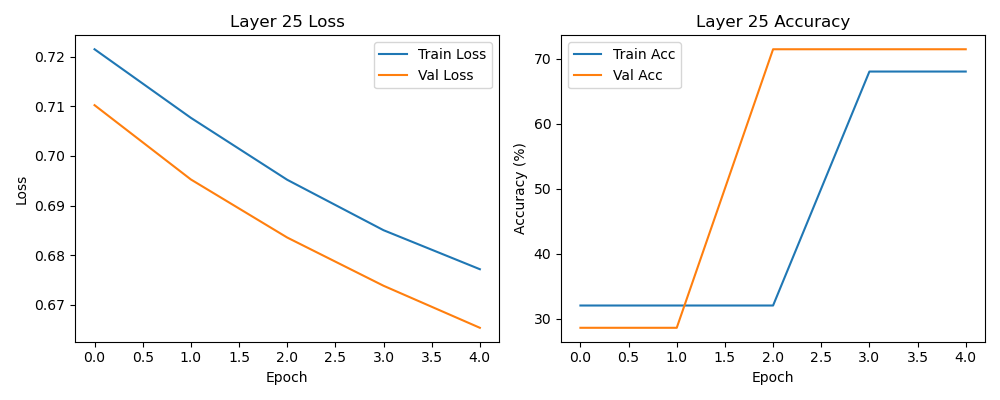 Layer 25 Loss
0.72
0.71
0.70
0.69
0.68
0.67
Loss
Train Loss
Val Loss
0.0 0.5 1.0 1.5 2.0 2.5 3.0 3.5 4.0
Epoch
Layer 25 Accuracy
70
60
50
40
30
Accuracy (%)
Train Acc
Val Acc
0.0 0.5 1.0 1.5 2.0 2.5 3.0 3.5 4.0
Epoch